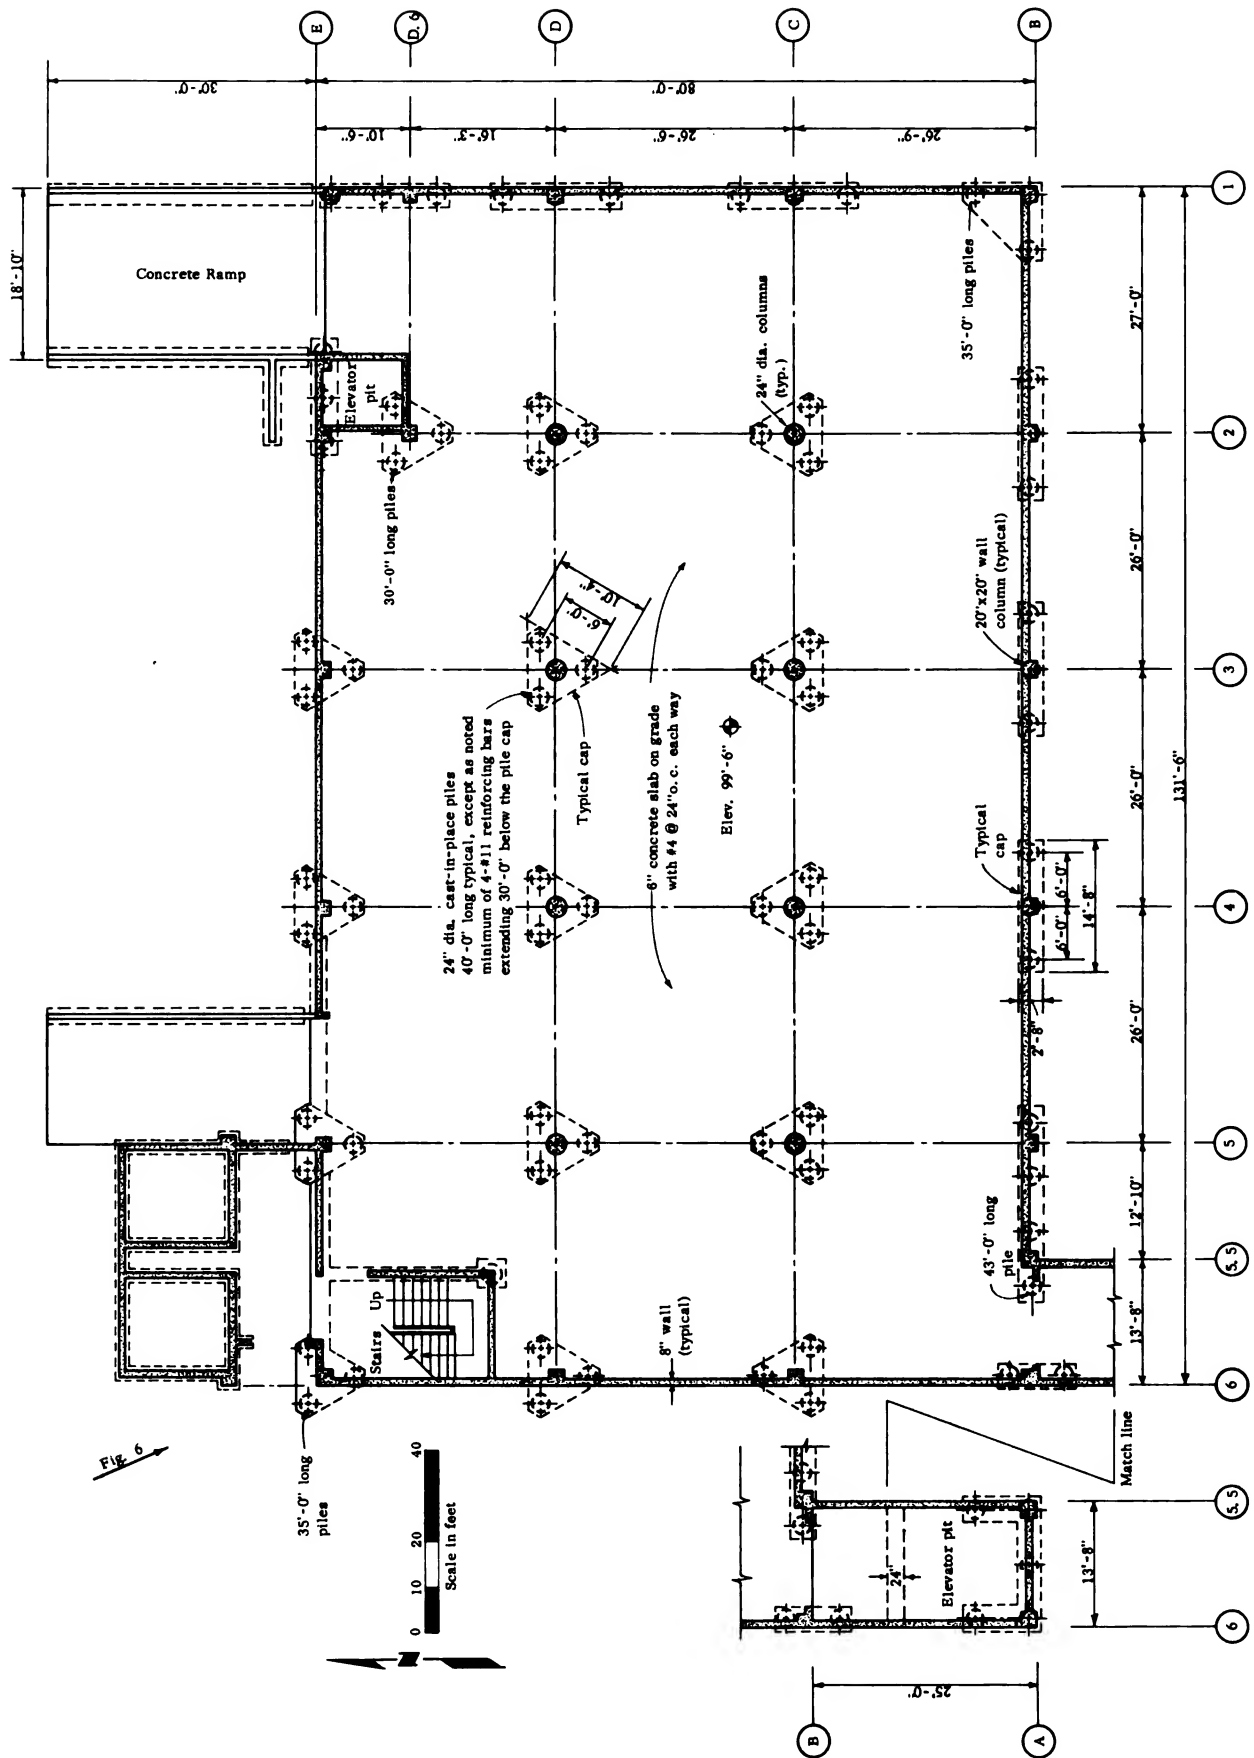 E
D.6
D
C
B
30'-0"
80'-0"
10'-6"
16'-3"
26'-6"
26'-9"
18'-10"
Concrete Ramp
Elevator
pit
30'-0" long piles
24" dia. columns
(typ.)
35'-0" long piles
1
27'-0"
2
10'-4"
6'-0"
20"x20" wall
column (typical)
26'-0"
3
24" dia. cast-in-place piles
40'-0" long typical, except as noted
minimum of 4-#11 reinforcing bars
extending 30'-0" below the pile cap
Typical cap
6" concrete slab on grade
with #4 @ 24"o.c. each way
Elev. 99'-6"
Typical
cap
26'-0"
131'-6"
6'-0"
6'-0"
14'-8"
4
2'-8"
26'-0"
5
12'-10"
43'-0" long
pile
5.5
13'-8"
Stairs
Up
8" wall
(typical)
6
Fig. 6
35'-0" long
piles
0
10
20
40
Scale in feet
N
Match line
5.5
24"
Elevator pit
13'-8"
6
25'-0"
B
A